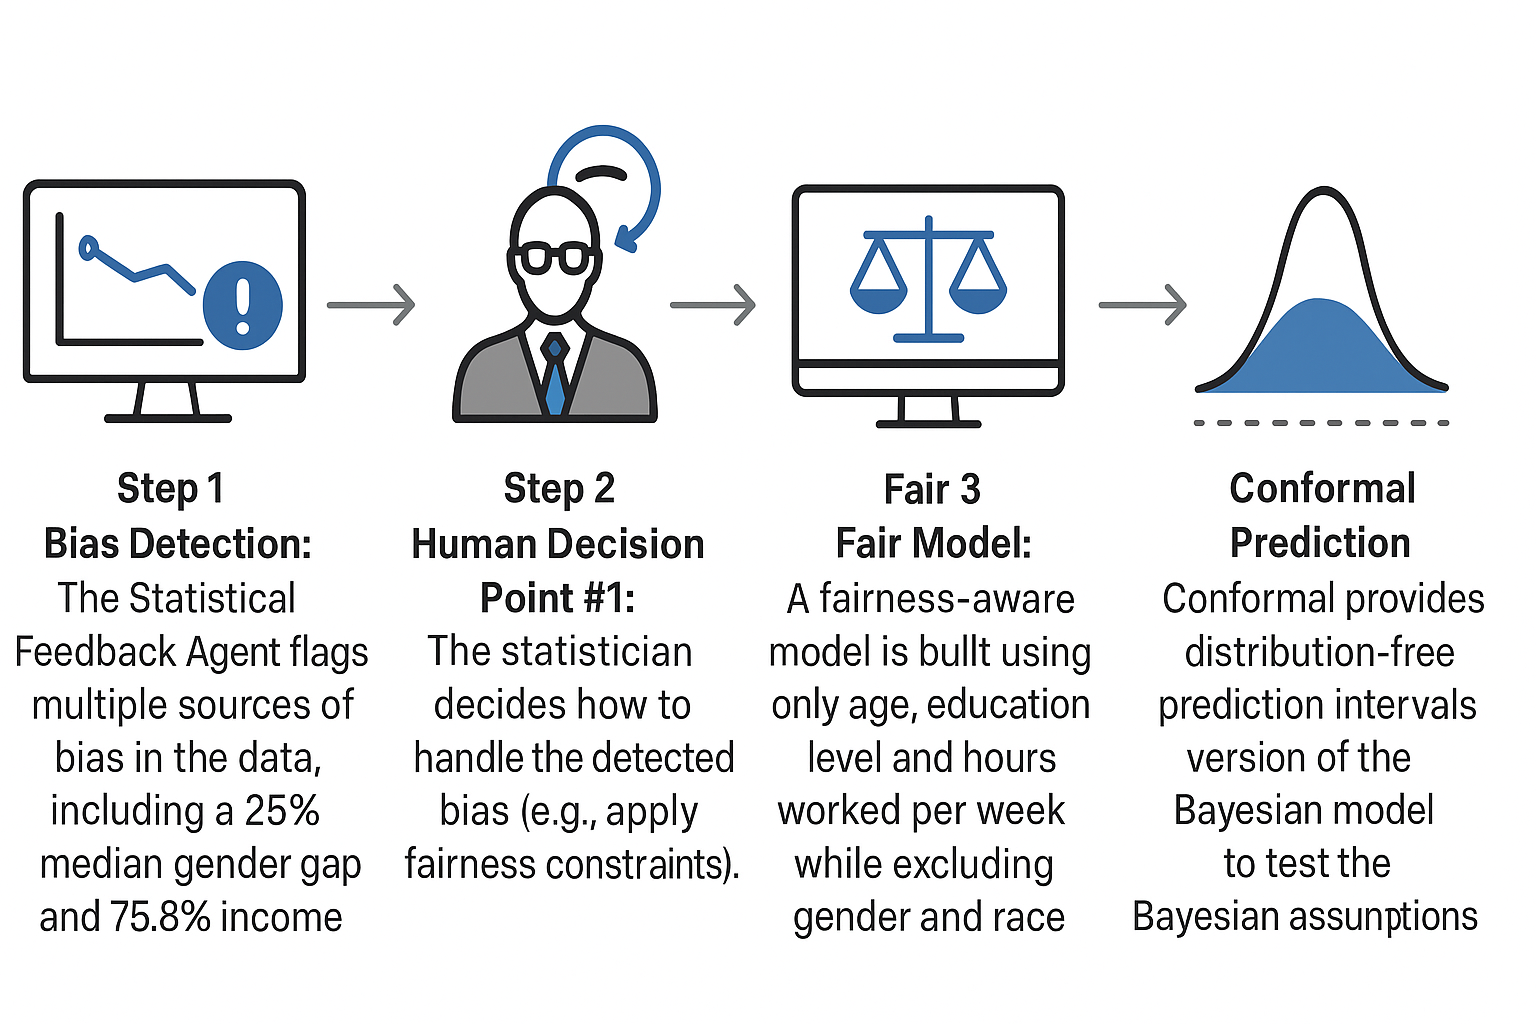 Step 1
Bias Detection:
The Statistical
Feedback Agent flags
multiple sources of
bias in the data,
including a 25%
median gender gap
and 75.8% income
Step 2
Human Decision
Point #1:
The statistician
decides how to
handle the detected
bias (e.g., apply
fairness constraints).
Fair 3
Fair Model:
A fairness-aware
model is bullt using
only age, education
level and hours
worked per week
while excluding
gender and race
Conformal
Prediction
Conformal provides
distribution-free
prediction intervals
version of the
Bayesian model
to test the
Bayesian assunptions